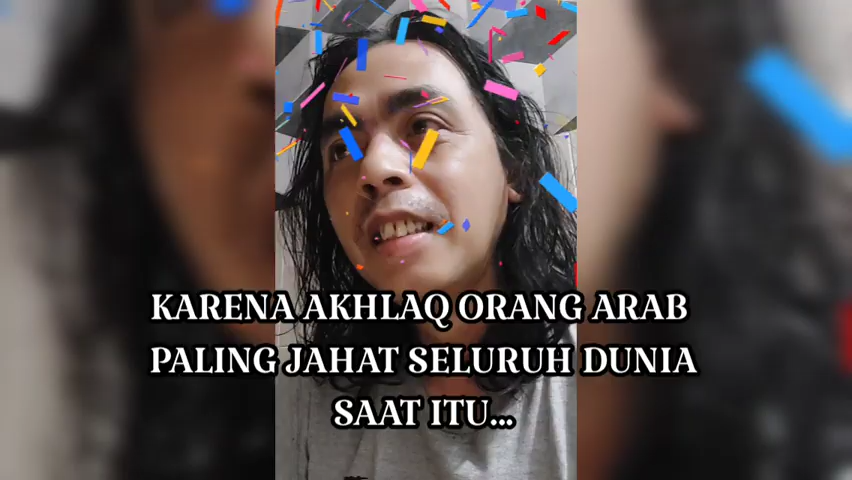 KARENA AKHLAQ ORANG ARAB
PALING JAHAT SELURUH DUNIA
SAAT ITU...